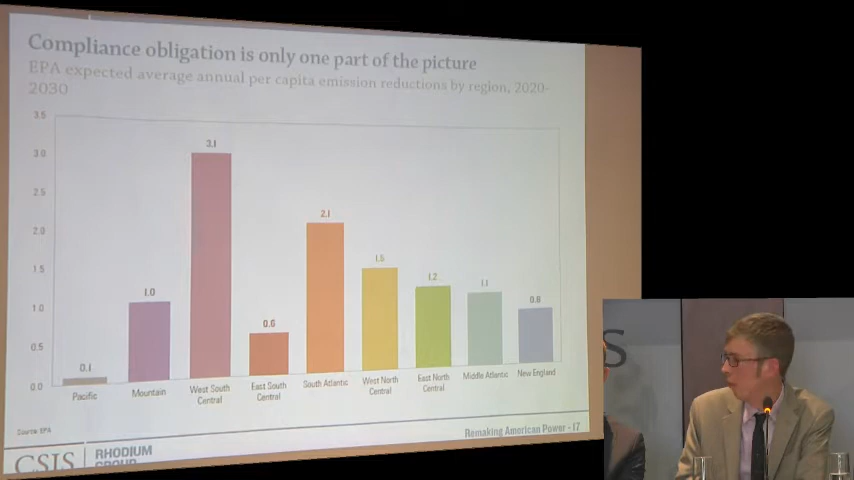 Compliance obligation is only one part of the picture
EPA expected average annual per capita emission reductions by region, 2020-
2030
3.5
3.0
2.5
2.0
1.5
1.0
0.5
0.0
0.1
1.0
3.1
0.6
2.1
1.5
1.2
1.1
0.8
Pacific
Mountain
West South
Central
East South
Central
South Atlantic
West North
Central
East North
Central
Middle Atlantic
New England
Source: EPA
Remaking American Power - 17
CSIS
RHODIUM
GROUP
S